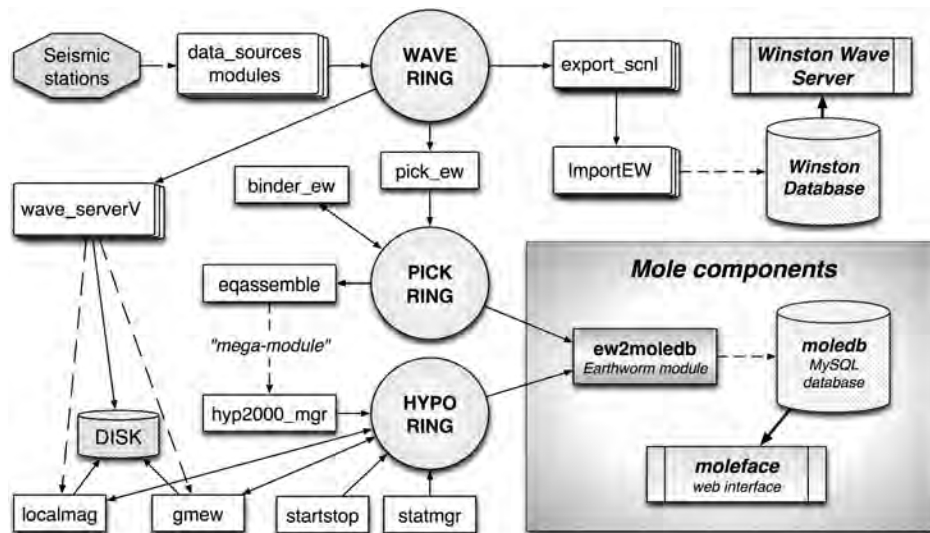 Seismic
stations
data_sources
modules
WAVE
RING
export_scnl
Winston Wave
Server
binder_ew
pick_ew
ImportEW
Winston
Database
wave_serverV
PICK
RING
eqassemble
"mega-module"
hyp2000_mgr
HYPO
RING
DISK
localmag
gmew
startstop
statmgr
Mole components
ew2moledb
Earthworm module
moledb
MySQL
database
moleface
web interface